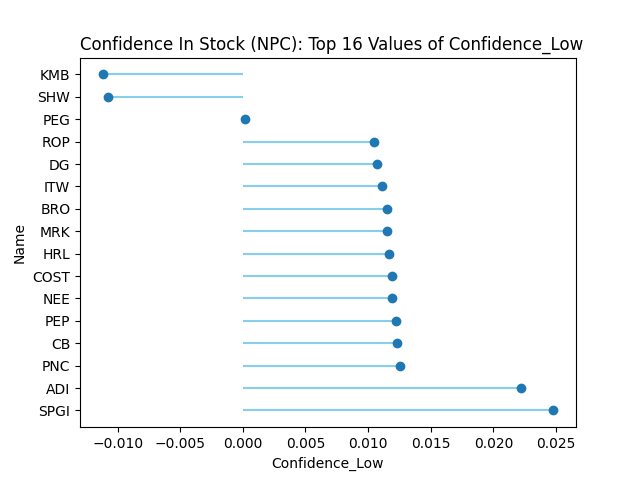 Confidence In Stock (NPC): Top 16 Values of Confidence_Low
KMB
SHW
PEG
ROP
DG
ITW
BRO
MRK
HRL
COST
NEE
PEP
CB
PNC
ADI
SPGI
Name
−0.010 −0.005 0.000 0.005 0.010 0.015 0.020 0.025
Confidence_Low